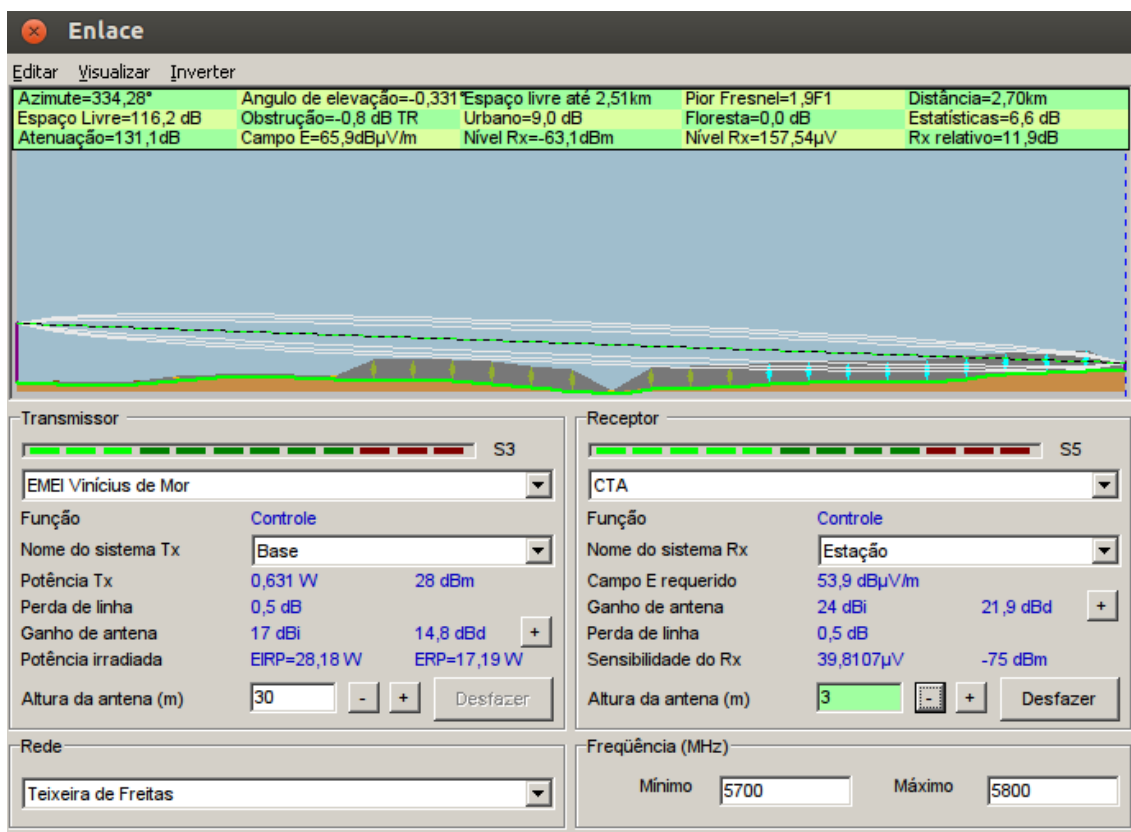 Enlace
Editar Visualizar Inverter
Azimute=334,28° Angulo de elevação=-0,331° Espaço livre até 2,51km Pior Fresnel=1,9F1 Distância=2,70km
Espaço Livre=116,2 dB Obstrução=-0,8 dB TR Urbano=9,0 dB Floresta=0,0 dB Estatísticas=6,6 dB
Atenuação=131,1dB Campo E=65,9dBµV/m Nível Rx=-63,1dBm Nível Rx=157,54µV Rx relativo=11,9dB
Transmissor
S3
EMEI Vinícius de Mor
Função Controle
Nome do sistema Tx Base
Potência Tx 0,631 W 28 dBm
Perda de linha 0,5 dB
Ganho de antena 17 dBi 14,8 dBd +
Potência irradiada EIRP=28,18 W ERP=17,19 W
Altura da antena (m) 30 - + Desfazer
Rede
Teixeira de Freitas
Receptor
S5
CTA
Função Controle
Nome do sistema Rx Estação
Campo E requerido 53,9 dBµV/m
Ganho de antena 24 dBi 21,9 dBd +
Perda de linha 0,5 dB
Sensibilidade do Rx 39,8107µV -75 dBm
Altura da antena (m) 3 - + Desfazer
Freqüência (MHz)
Mínimo 5700 Máximo 5800